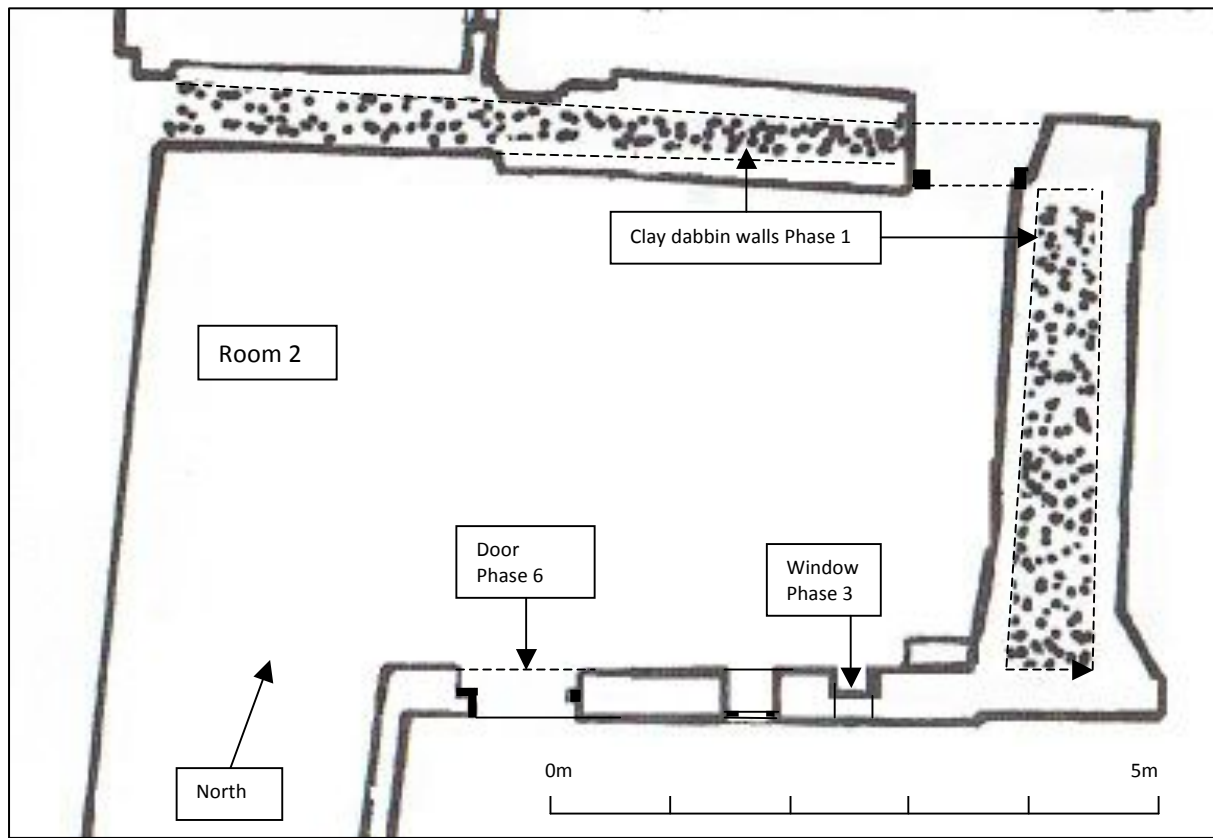 Clay dabbin walls Phase 1
Room 2
Door
Phase 6
Window
Phase 3
North
0m
5m